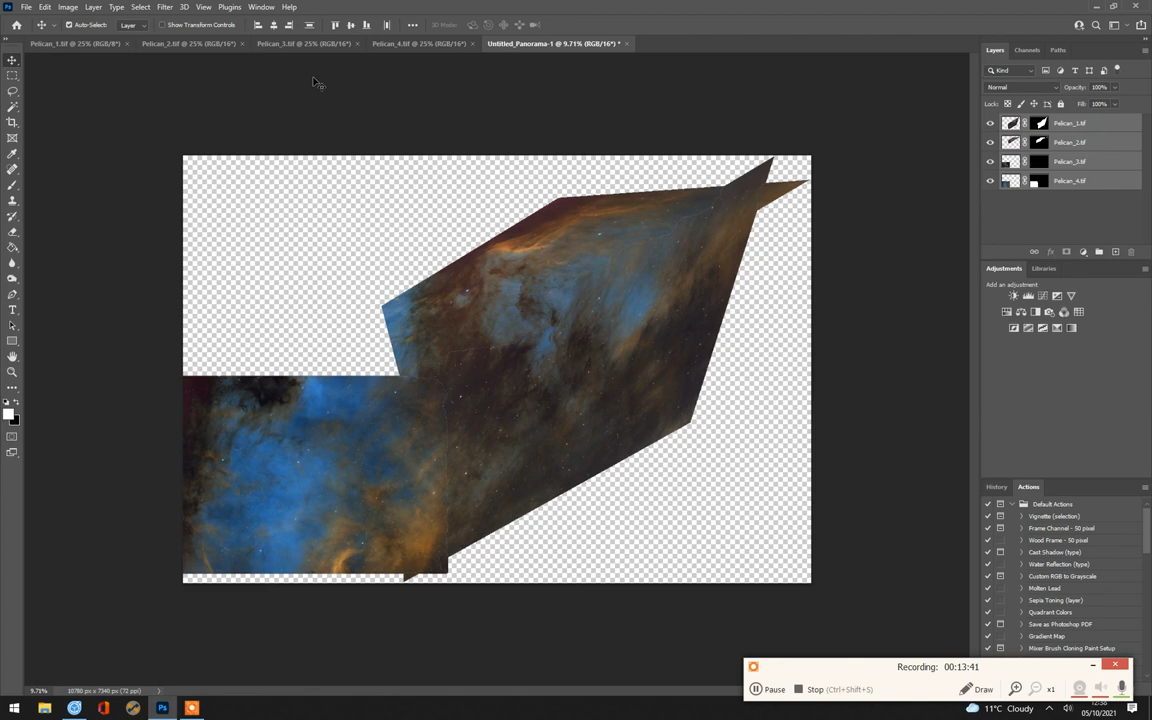 File Edit Image Layer Type Select Filter 3D View Plugins Window Help
Auto-Select: Layer Show Transform Controls 3D Mode:
Pelican_1.tif @ 25% (RGB/8*) × Pelican_2.tif @ 25% (RGB/16*) × Pelican_3.tif @ 25% (RGB/16*) × Pelican_4.tif @ 25% (RGB/16*) × Untitled_Panorama-1 @ 9.71% (RGB/16*) * ×
Layers Channels Paths
Kind
Normal Opacity: 100%
Lock: Fill: 100%
Pelican_1.tif
Pelican_2.tif
Pelican_3.tif
Pelican_4.tif
Adjustments Libraries
Add an adjustment
History Actions
Default Actions
Vignette (selection)
Frame Channel - 50 pixel
Wood Frame - 50 pixel
Cast Shadow (type)
Water Reflection (type)
Custom RGB to Grayscale
Molten Lead
Sepia Toning (layer)
Quadrant Colors
Save as Photoshop PDF
Gradient Map
Mixer Brush Cloning Paint Setup
Recording: 00:13:41
Pause Stop (Ctrl+Shift+S) Draw x1
9.71% 10780 px x 7340 px (72 ppi)
11°C Cloudy
05/10/2021